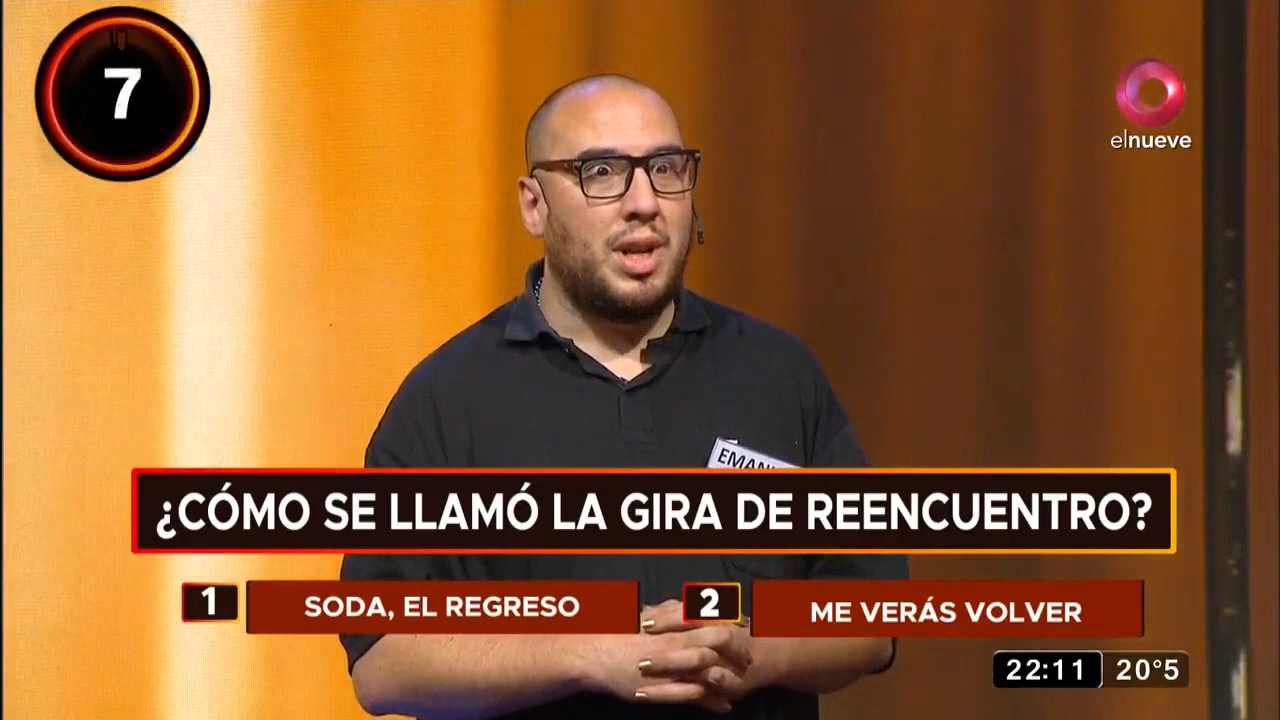 7
elnueve
¿CÓMO SE LLAMÓ LA GIRA DE REENCUENTRO?
1 SODA, EL REGRESO
2 ME VERÁS VOLVER
22:11 20°5